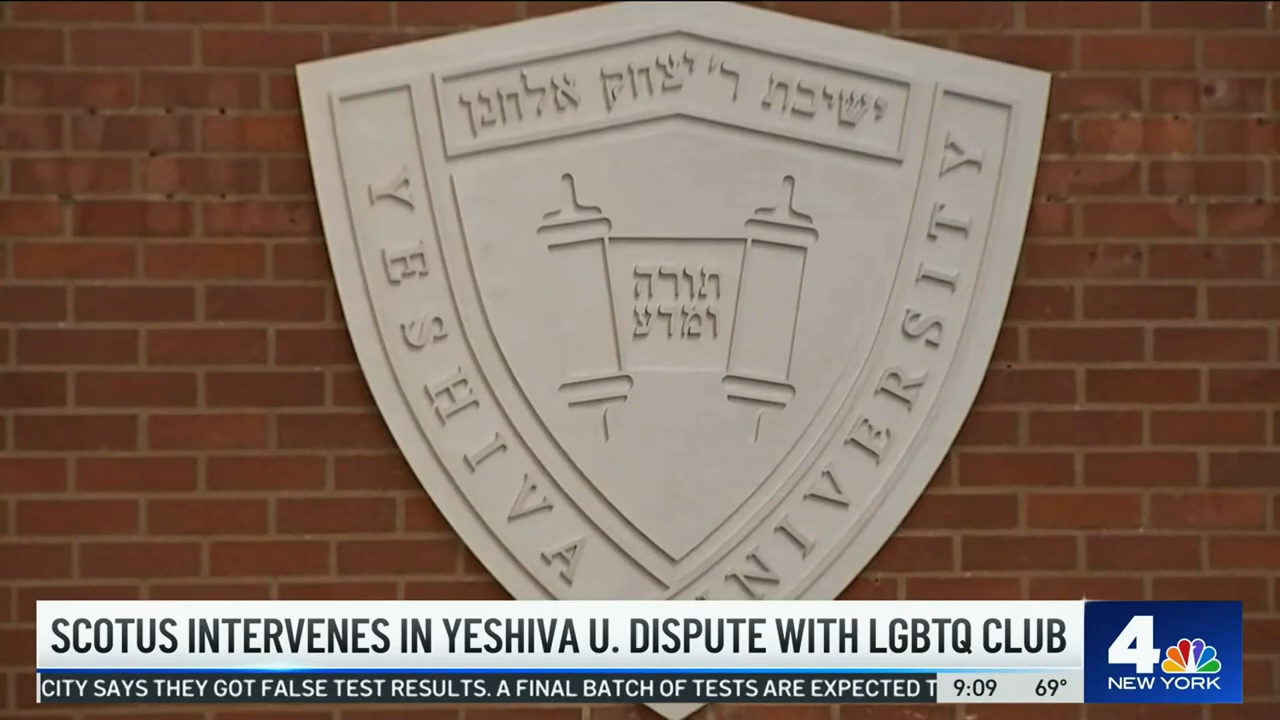 ישיבת ר' יצחק אלחנן
YESHIVA
UNIVERSITY
תורה
ומדע
SCOTUS INTERVENES IN YESHIVA U. DISPUTE WITH LGBTQ CLUB
4
NEW YORK
CITY SAYS THEY GOT FALSE TEST RESULTS. A FINAL BATCH OF TESTS ARE EXPECTED T
9:09 69°